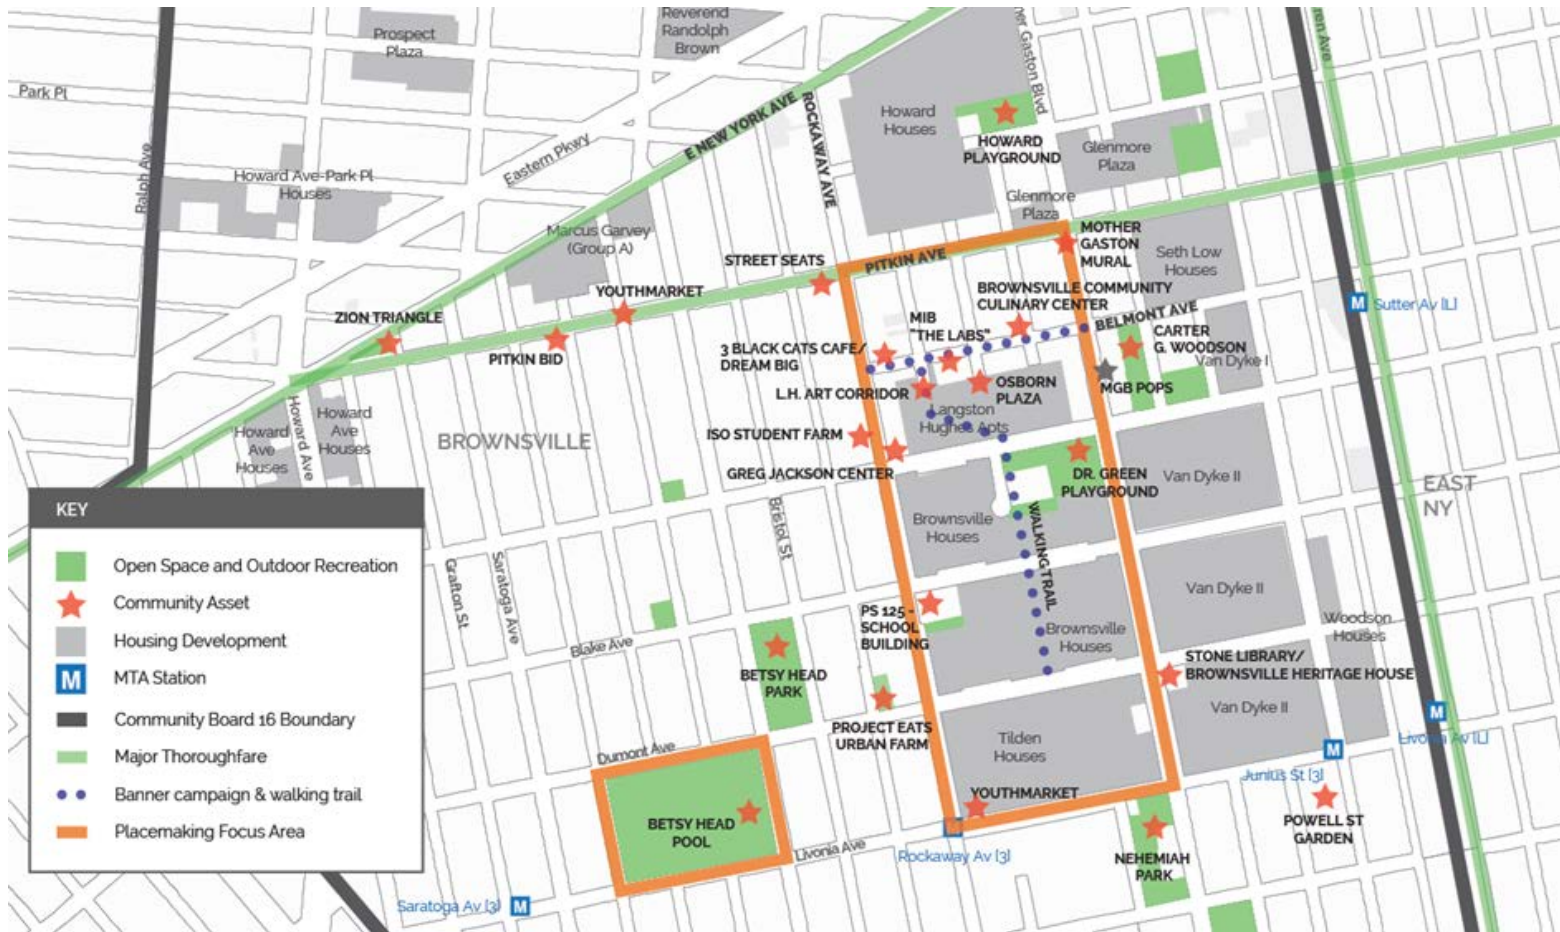 Prospect
Plaza
Reverend
Randolph
Brown
Park Pl
Ralph Ave
Howard Ave-Park Pl
Houses
Eastern Pkwy
E NEW YORK AVE
ROCKAWAY AVE
Howard
Houses
HOWARD
PLAYGROUND
Gaston Blvd
Glenmore
Plaza
Glenmore
Plaza
Marcus Garvey
(Group A)
STREET SEATS
PITKIN AVE
MOTHER
GASTON
MURAL
Seth Low
Houses
YOUTHMARKET
ZION TRIANGLE
PITKIN BID
BROWNSVILLE COMMUNITY
CULINARY CENTER
BELMONT AVE
MIB
"THE LABS"
3 BLACK CATS CAFE/
DREAM BIG
CARTER
G. WOODSON
Van Dyke I
Sutter Av [L]
MGB POPS
L.H. ART CORRIDOR
OSBORN
PLAZA
Langston
Hughes Apts
ISO STUDENT FARM
GREG JACKSON CENTER
DR. GREEN
PLAYGROUND
Van Dyke II
EAST
NY
Howard
Ave
Houses
Howard Ave
Howard
Ave
Houses
BROWNSVILLE
Bristol St
Brownsville
Houses
WALKING TRAIL
Van Dyke II
Grafton St
Saratoga Ave
Blake Ave
PS 125 -
SCHOOL
BUILDING
Brownsville
Houses
Woodson
Houses
BETSY HEAD
PARK
STONE LIBRARY/
BROWNSVILLE HERITAGE HOUSE
Van Dyke II
PROJECT EATS
URBAN FARM
Tilden
Houses
Livonia Av [L]
Junius St [3]
Dumont Ave
BETSY HEAD
POOL
YOUTHMARKET
POWELL ST
GARDEN
Livonia Ave
Rockaway Av [3]
NEHEMIAH
PARK
Saratoga Av [3]
M
M
M
M
KEY
Open Space and Outdoor Recreation
Community Asset
Housing Development
M
MTA Station
Community Board 16 Boundary
Major Thoroughfare
Banner campaign & walking trail
Placemaking Focus Area